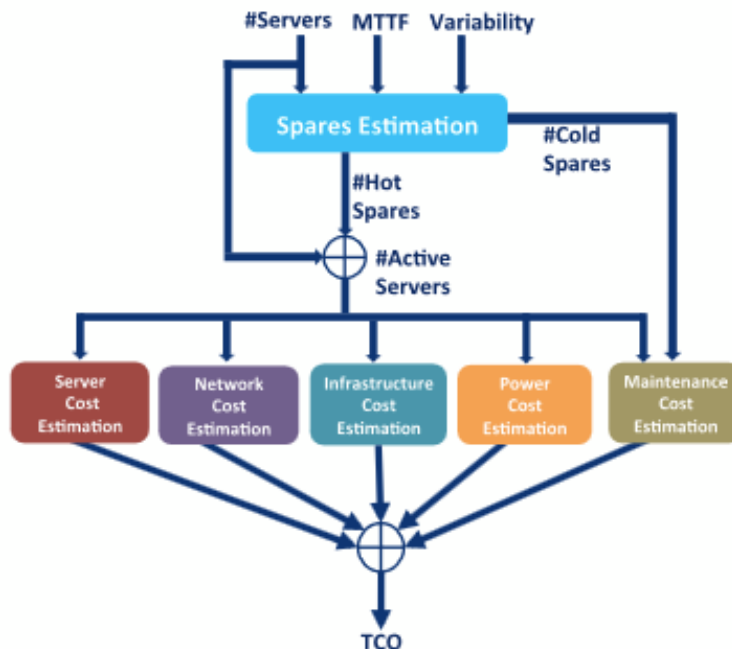 #Servers MTTF Variability
Spares Estimation
#Cold
Spares
#Hot
Spares
#Active
Servers
Server
Cost
Estimation
Network
Cost
Estimation
Infrastructure
Cost
Estimation
Power
Cost
Estimation
Maintenance
Cost
Estimation
TCO